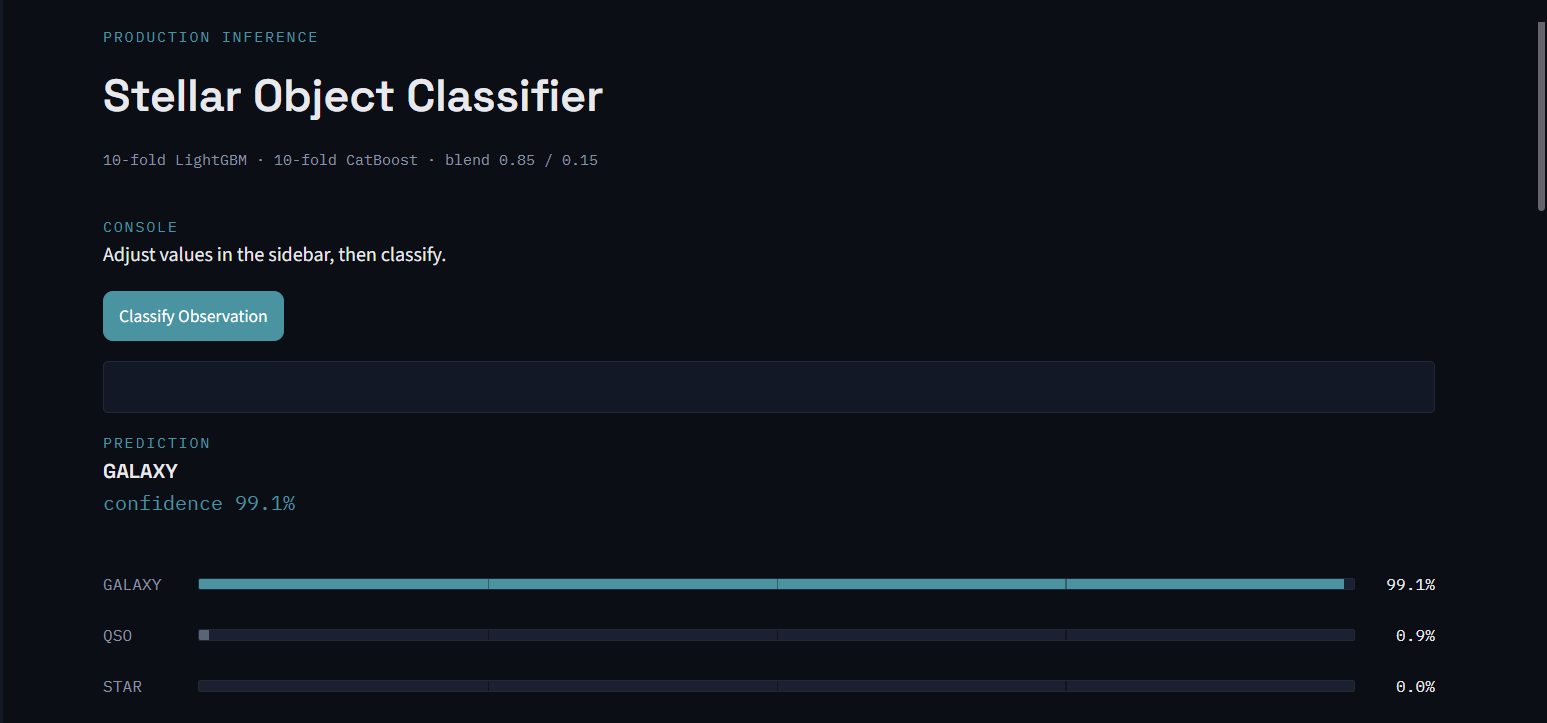 PRODUCTION INFERENCE
Stellar Object Classifier
10-fold LightGBM · 10-fold CatBoost · blend 0.85 / 0.15
CONSOLE
Adjust values in the sidebar, then classify.
Classify Observation
PREDICTION
GALAXY
confidence 99.1%
GALAXY 99.1%
QSO 0.9%
STAR 0.0%